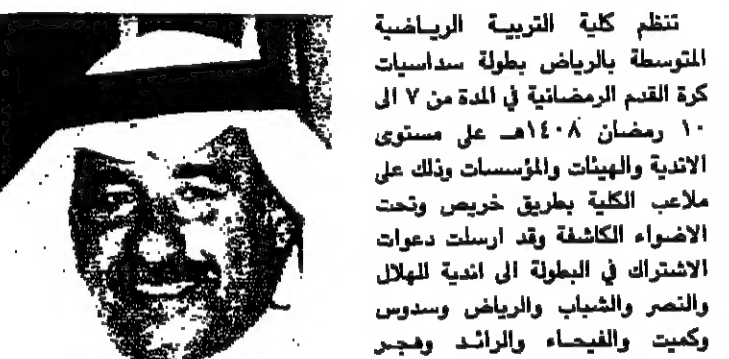 تنظم كلية التربية الرياضية
المتوسطة بالرياض بطولة سداسيات
كرة القدم الرمضانية في المدة من ٧ الى
١٠ رمضان ١٤٠٨هـ على مستوى
الاندية والهيئات والمؤسسات وذلك على
ملاعب الكلية بطريق خريص وتحت
الاضواء الكاشفة وقد ارسلت دعوات
الاشتراك في البطولة الى اندية الهلال
والنصر والشباب والرياض وسدوس
وكميت والفيحاء والرائد وهجر